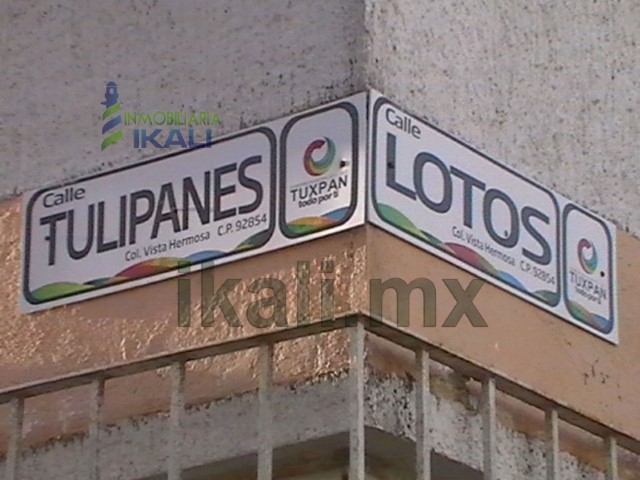 INMOBILIARIA
IKALI
Calle
TULIPANES
Col. Vista Hermosa C.P. 92854
TUXPAN
todo por ti
Calle
LOTOS
Col. Vista Hermosa C.P. 92854
TUXPAN
todo por ti
ikali.mx